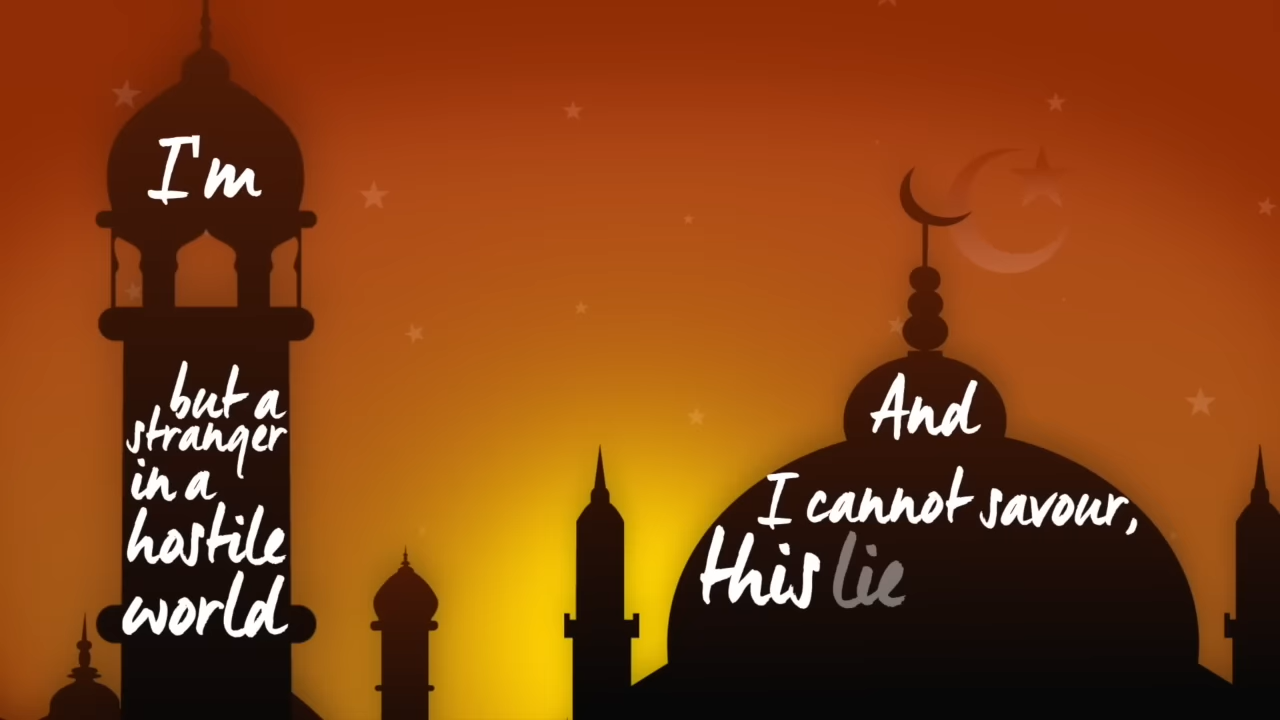 I'm
but a
stranger
in a
hostile
world
And
I cannot savour,
this lie